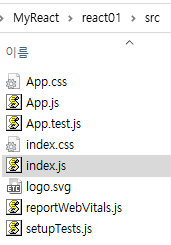 MyReact > react01 > src
이름
App.css
App.js
App.test.js
index.css
index.js
logo.svg
reportWebVitals.js
setupTests.js